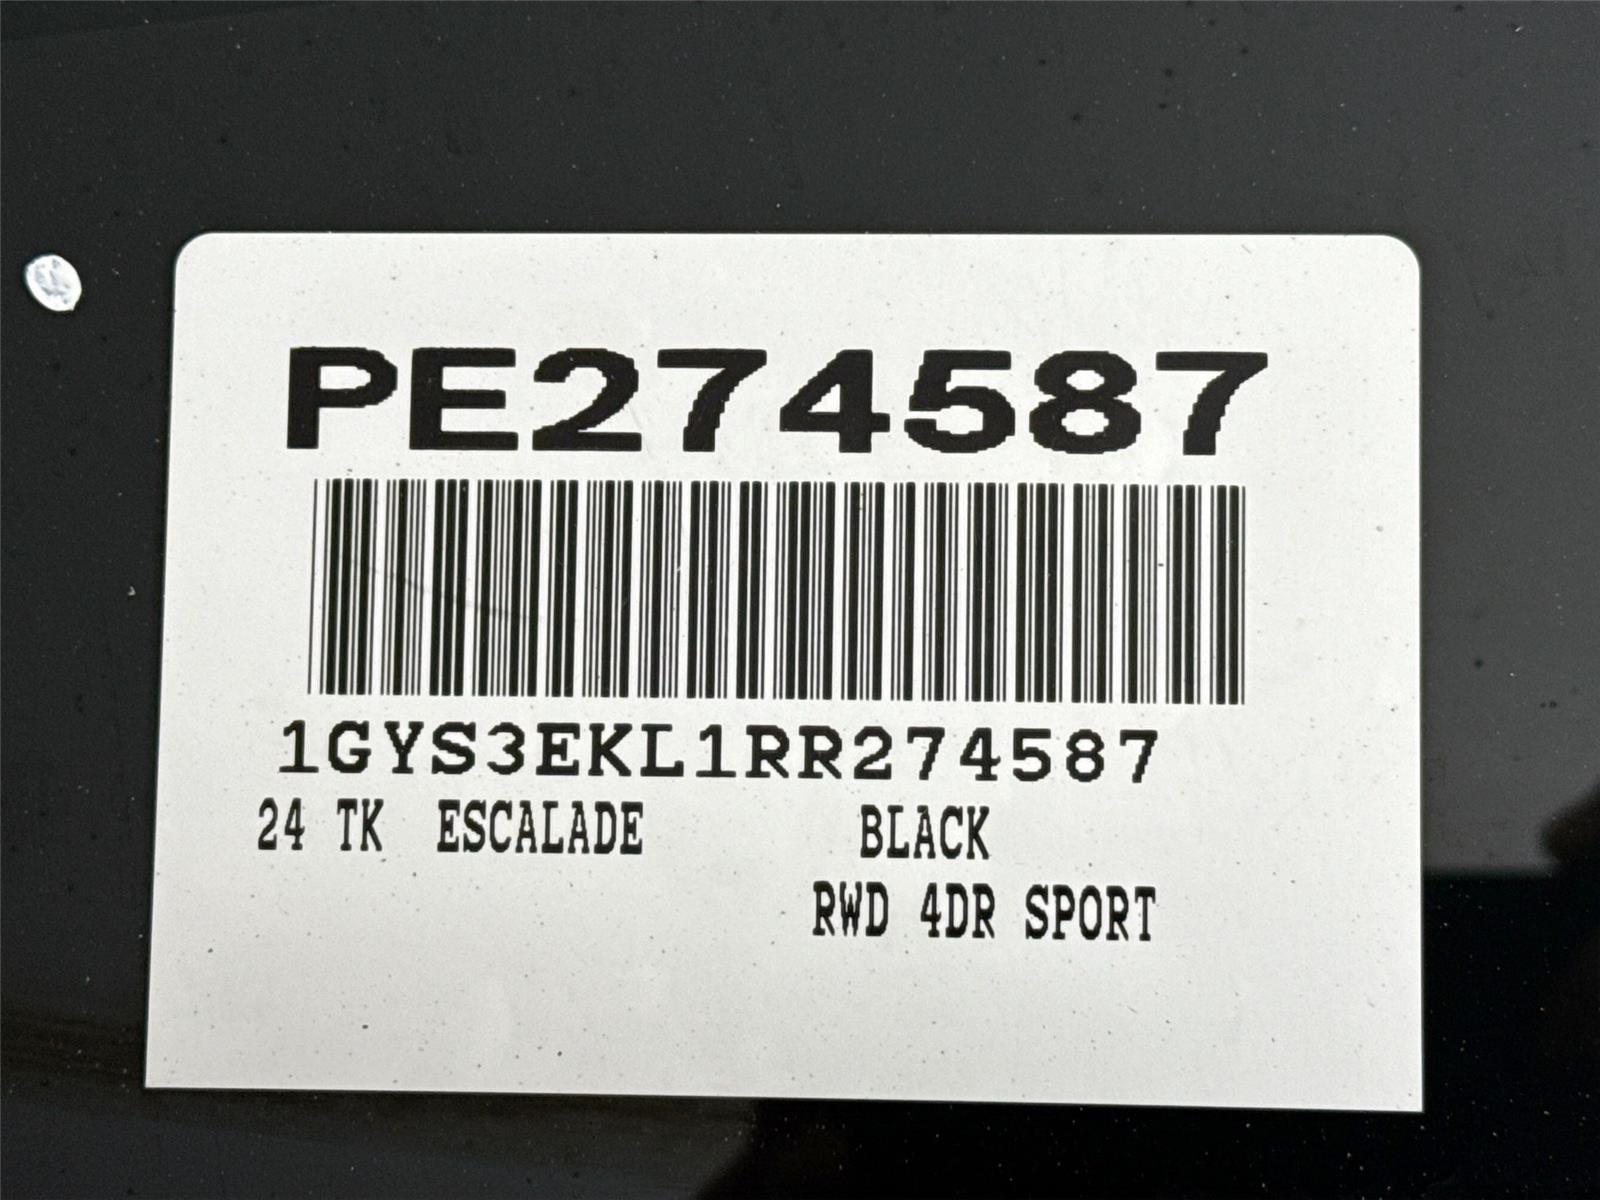 PE274587
1GYS3EKL1RR274587
24 TK ESCALADE BLACK
RWD 4DR SPORT